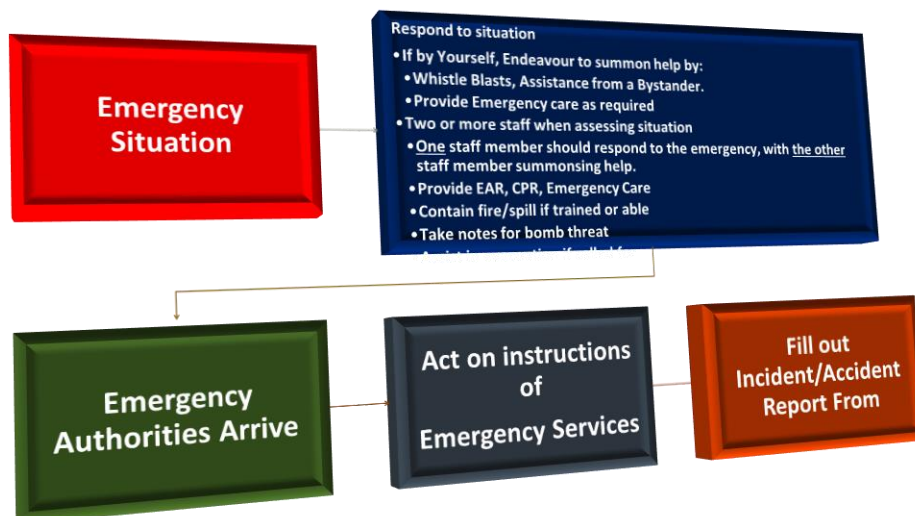 Emergency
Situation
Respond to situation
•If by Yourself, Endeavour to summon help by:
•Whistle Blasts, Assistance from a Bystander.
•Provide Emergency care as required
•Two or more staff when assessing situation
•One staff member should respond to the emergency, with the other
staff member summonsing help.
•Provide EAR, CPR, Emergency Care
•Contain fire/spill if trained or able
•Take notes for bomb threat
Emergency
Authorities Arrive
Act on instructions
of
Emergency Services
Fill out
Incident/Accident
Report From